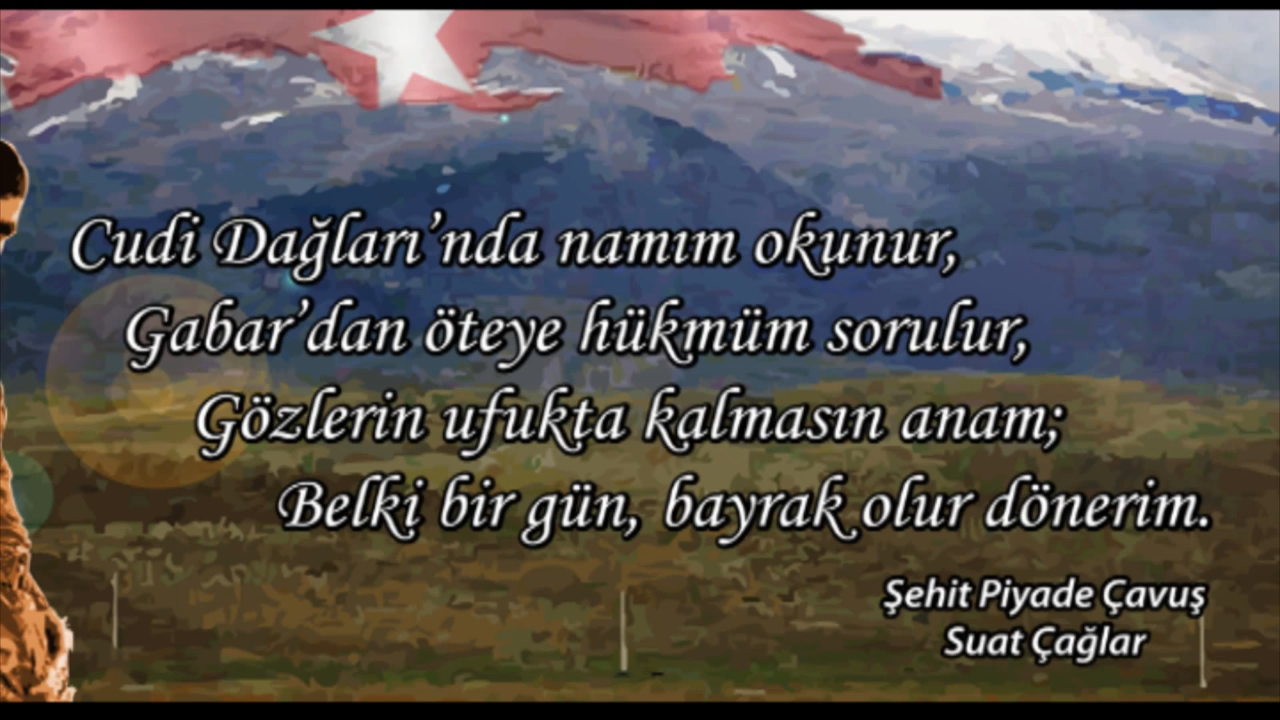 Cudi Dağları'nda namım okunur,
Gabar'dan öteye hükmüm sorulur,
Gözlerin ufukta kalmasın anam;
Belki bir gün, bayrak olur dönerim.
Şehit Piyade Çavuş
Suat Çağlar